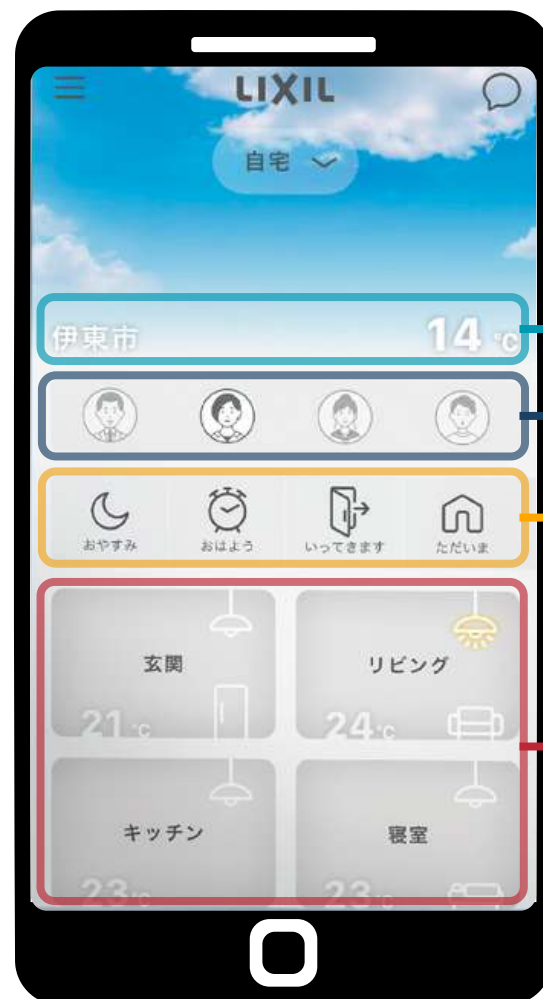 LIXIL
自宅
伊東市 14 ℃
おやすみ おはよう いってきます ただいま
玄関 リビング
21 ℃ 24 ℃
キッチン 寝室
23 ℃ 23 ℃